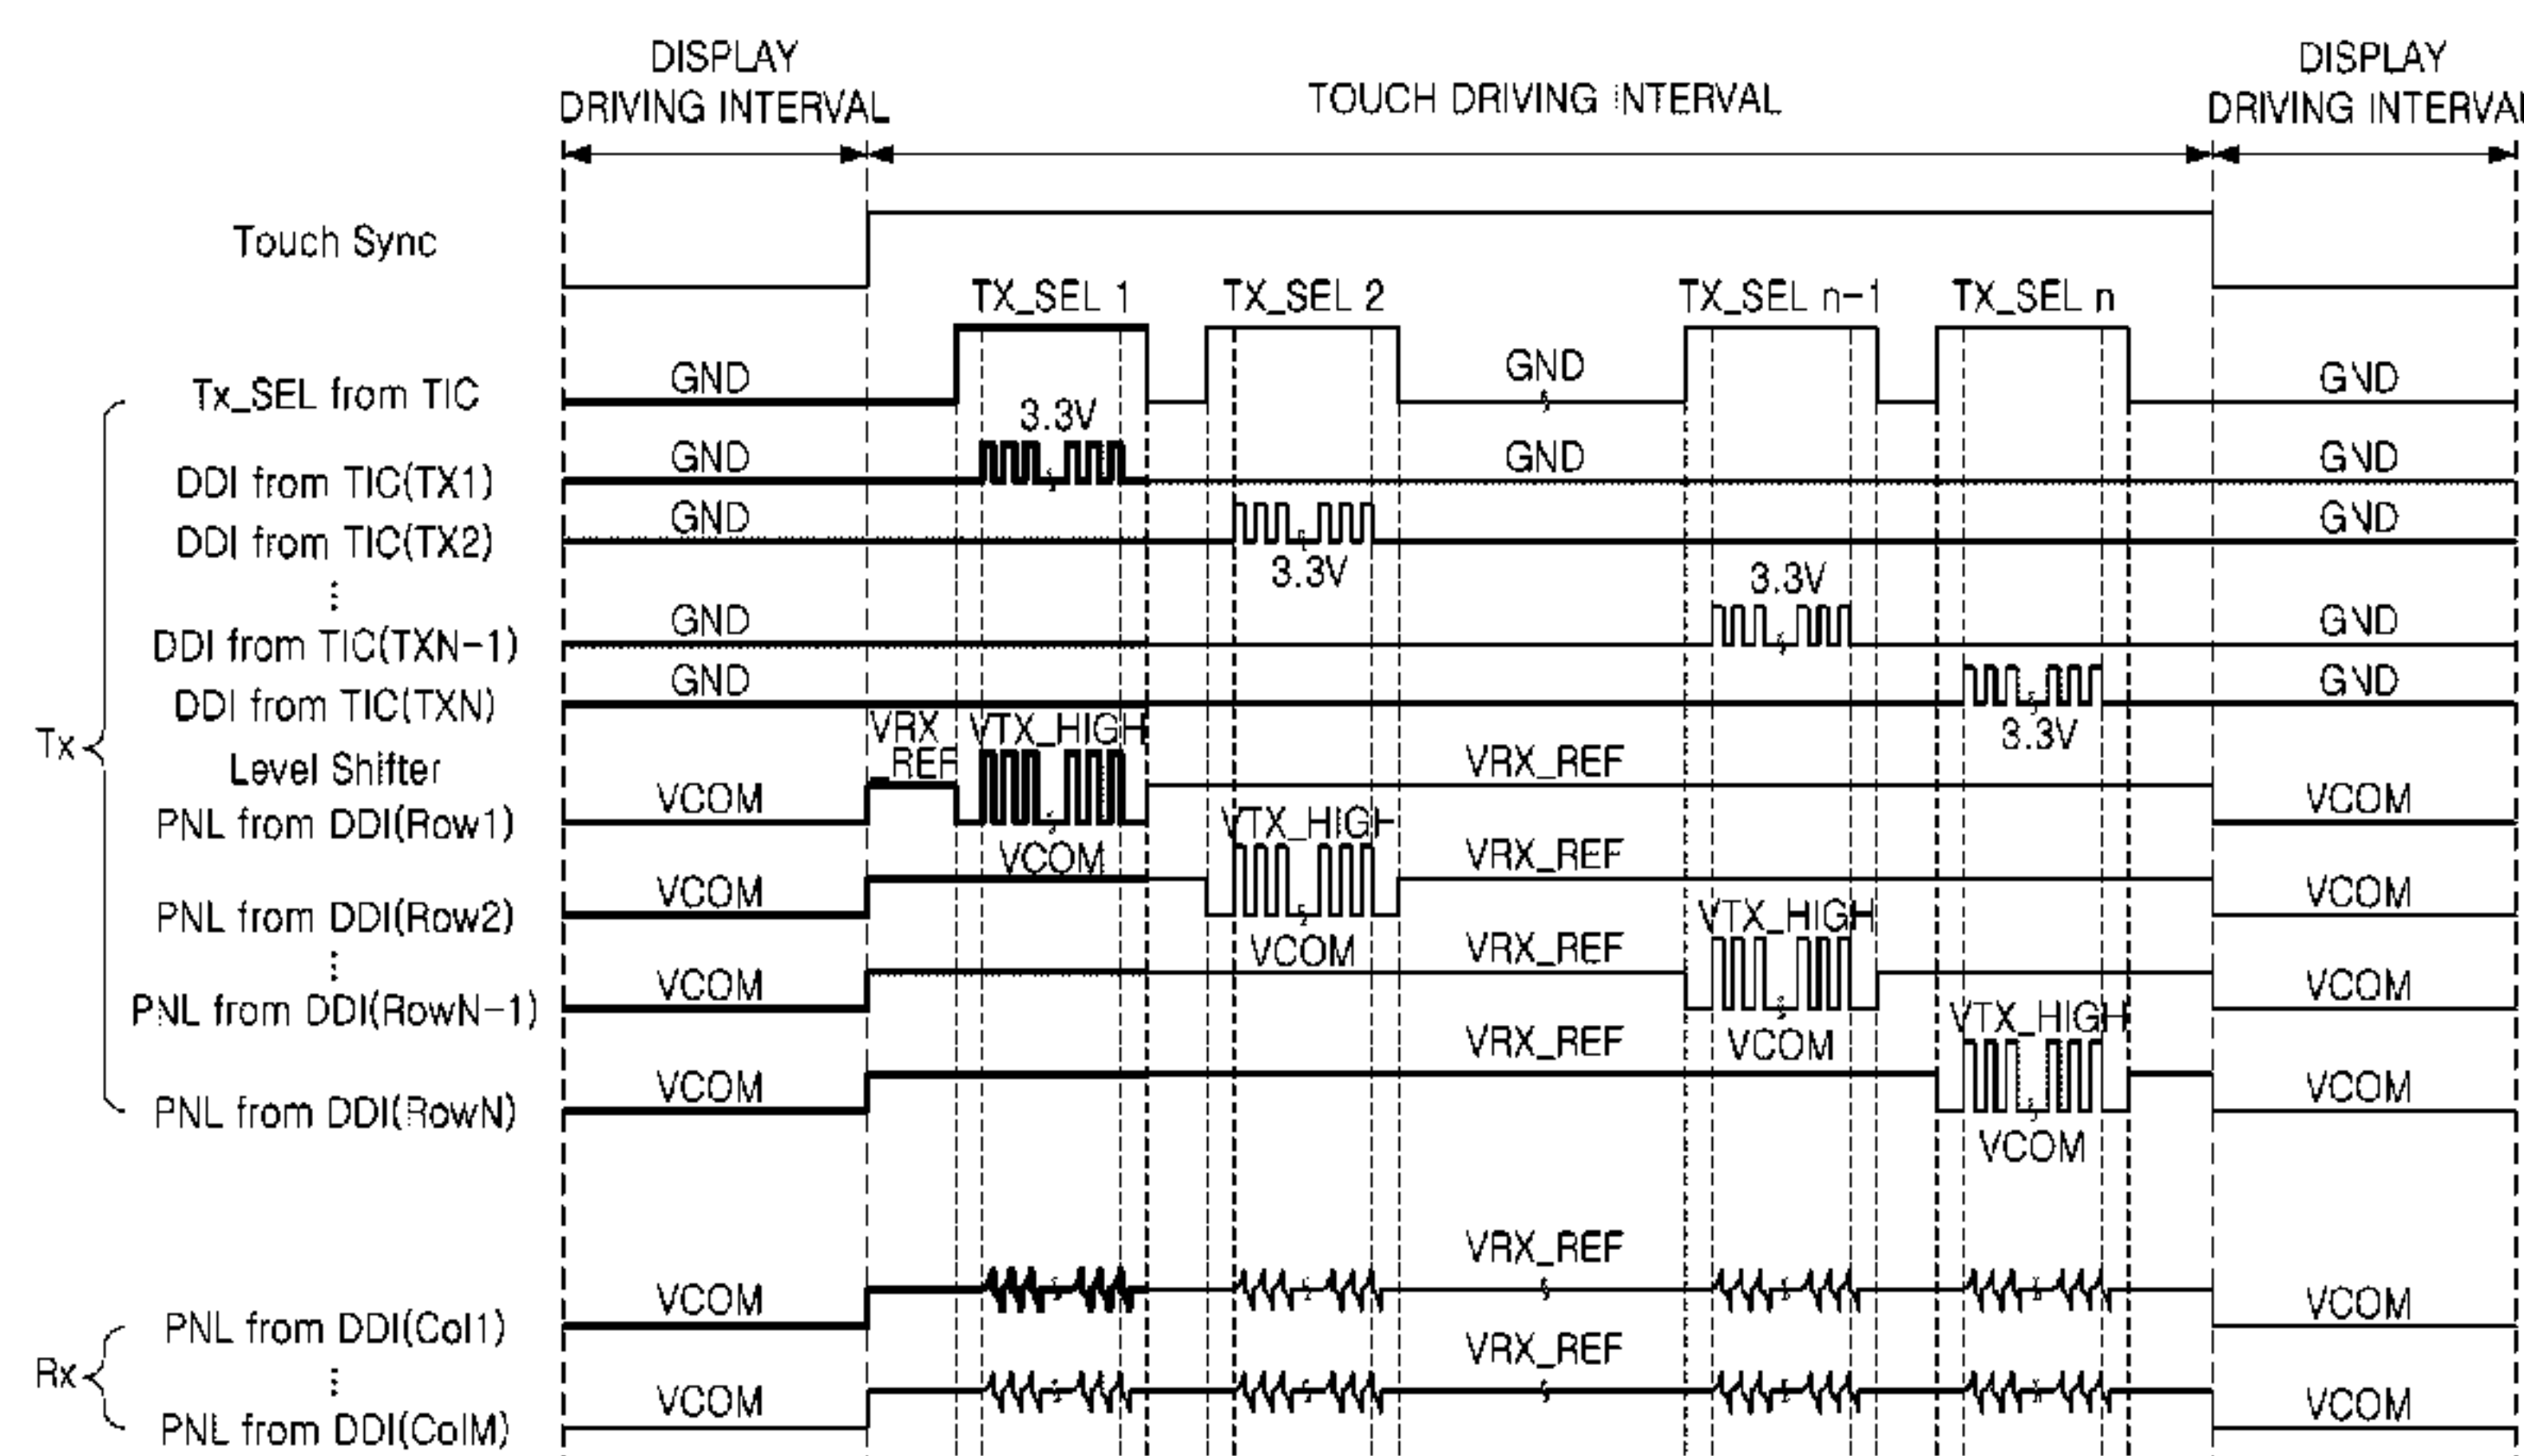 DISPLAY
DRIVING INTERVAL
TOUCH DRIVING INTERVAL
DISPLAY
DRIVING INTERVAL
Touch Sync
TX_SEL 1
TX_SEL 2
TX_SEL n-1
TX_SEL n
Tx_SEL from TIC
GND
GND
GND
3.3V
DDI from TIC(TX1)
GND
GND
GND
DDI from TIC(TX2)
GND
GND
3.3V
3.3V
⋮
DDI from TIC(TXN-1)
GND
GND
DDI from TIC(TXN)
GND
GND
3.3V
Tx
Level Shifter
VRX
_REF
VTX_HIGH
VRX_REF
PNL from DDI(Row1)
VCOM
VCOM
VCOM
VTX_HIGH
VRX_REF
PNL from DDI(Row2)
VCOM
VCOM
VCOM
VTX_HIGH
VRX_REF
⋮
PNL from DDI(RowN-1)
VCOM
VCOM
VCOM
VTX_HIGH
VRX_REF
PNL from DDI(RowN)
VCOM
VCOM
VCOM
VRX_REF
PNL from DDI(Col1)
VCOM
VCOM
Rx
⋮
VRX_REF
PNL from DDI(ColM)
VCOM
VCOM